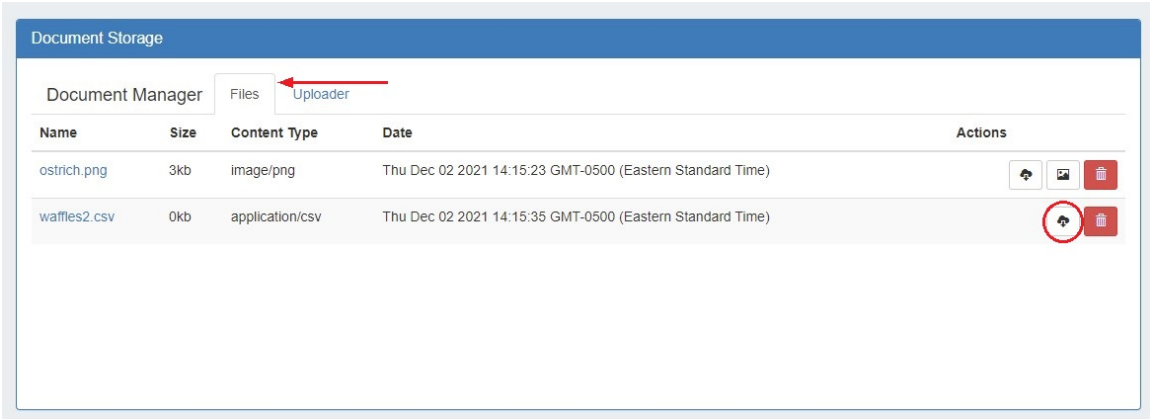 Document Storage
Document Manager Files Uploader
Name Size Content Type Date Actions
ostrich.png 3kb image/png Thu Dec 02 2021 14:15:23 GMT-0500 (Eastern Standard Time)
waffles2.csv 0kb application/csv Thu Dec 02 2021 14:15:35 GMT-0500 (Eastern Standard Time)